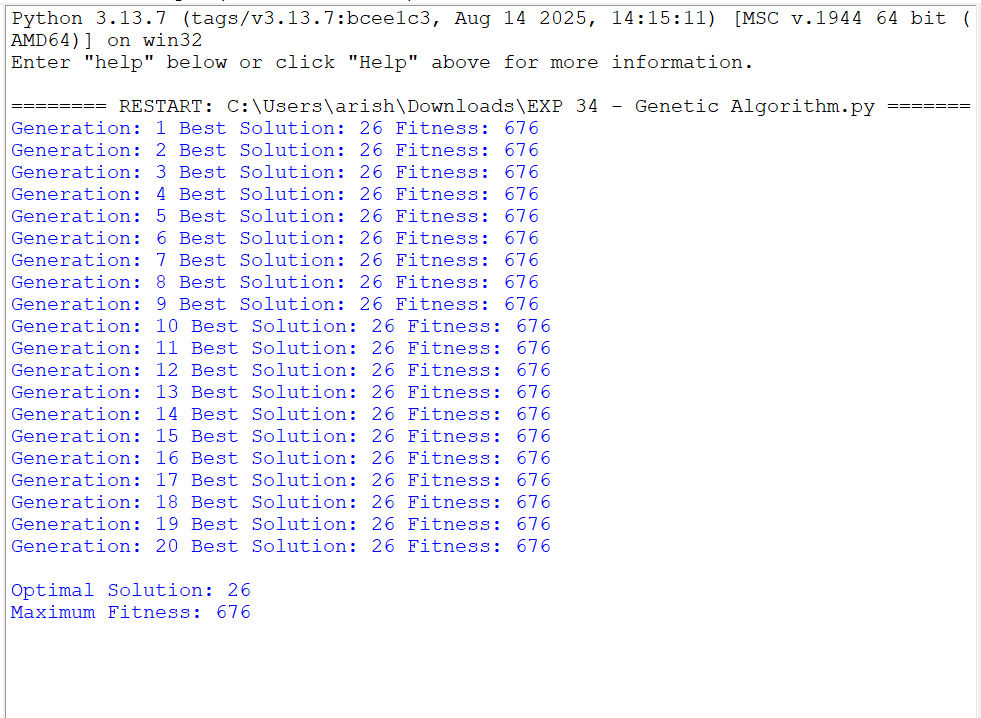 Python 3.13.7 (tags/v3.13.7:bcee1c3, Aug 14 2025, 14:15:11) [MSC v.1944 64 bit (
AMD64)] on win32
Enter "help" below or click "Help" above for more information.
======== RESTART: C:\Users\arish\Downloads\EXP 34 - Genetic Algorithm.py =======
Generation: 1 Best Solution: 26 Fitness: 676
Generation: 2 Best Solution: 26 Fitness: 676
Generation: 3 Best Solution: 26 Fitness: 676
Generation: 4 Best Solution: 26 Fitness: 676
Generation: 5 Best Solution: 26 Fitness: 676
Generation: 6 Best Solution: 26 Fitness: 676
Generation: 7 Best Solution: 26 Fitness: 676
Generation: 8 Best Solution: 26 Fitness: 676
Generation: 9 Best Solution: 26 Fitness: 676
Generation: 10 Best Solution: 26 Fitness: 676
Generation: 11 Best Solution: 26 Fitness: 676
Generation: 12 Best Solution: 26 Fitness: 676
Generation: 13 Best Solution: 26 Fitness: 676
Generation: 14 Best Solution: 26 Fitness: 676
Generation: 15 Best Solution: 26 Fitness: 676
Generation: 16 Best Solution: 26 Fitness: 676
Generation: 17 Best Solution: 26 Fitness: 676
Generation: 18 Best Solution: 26 Fitness: 676
Generation: 19 Best Solution: 26 Fitness: 676
Generation: 20 Best Solution: 26 Fitness: 676
Optimal Solution: 26
Maximum Fitness: 676